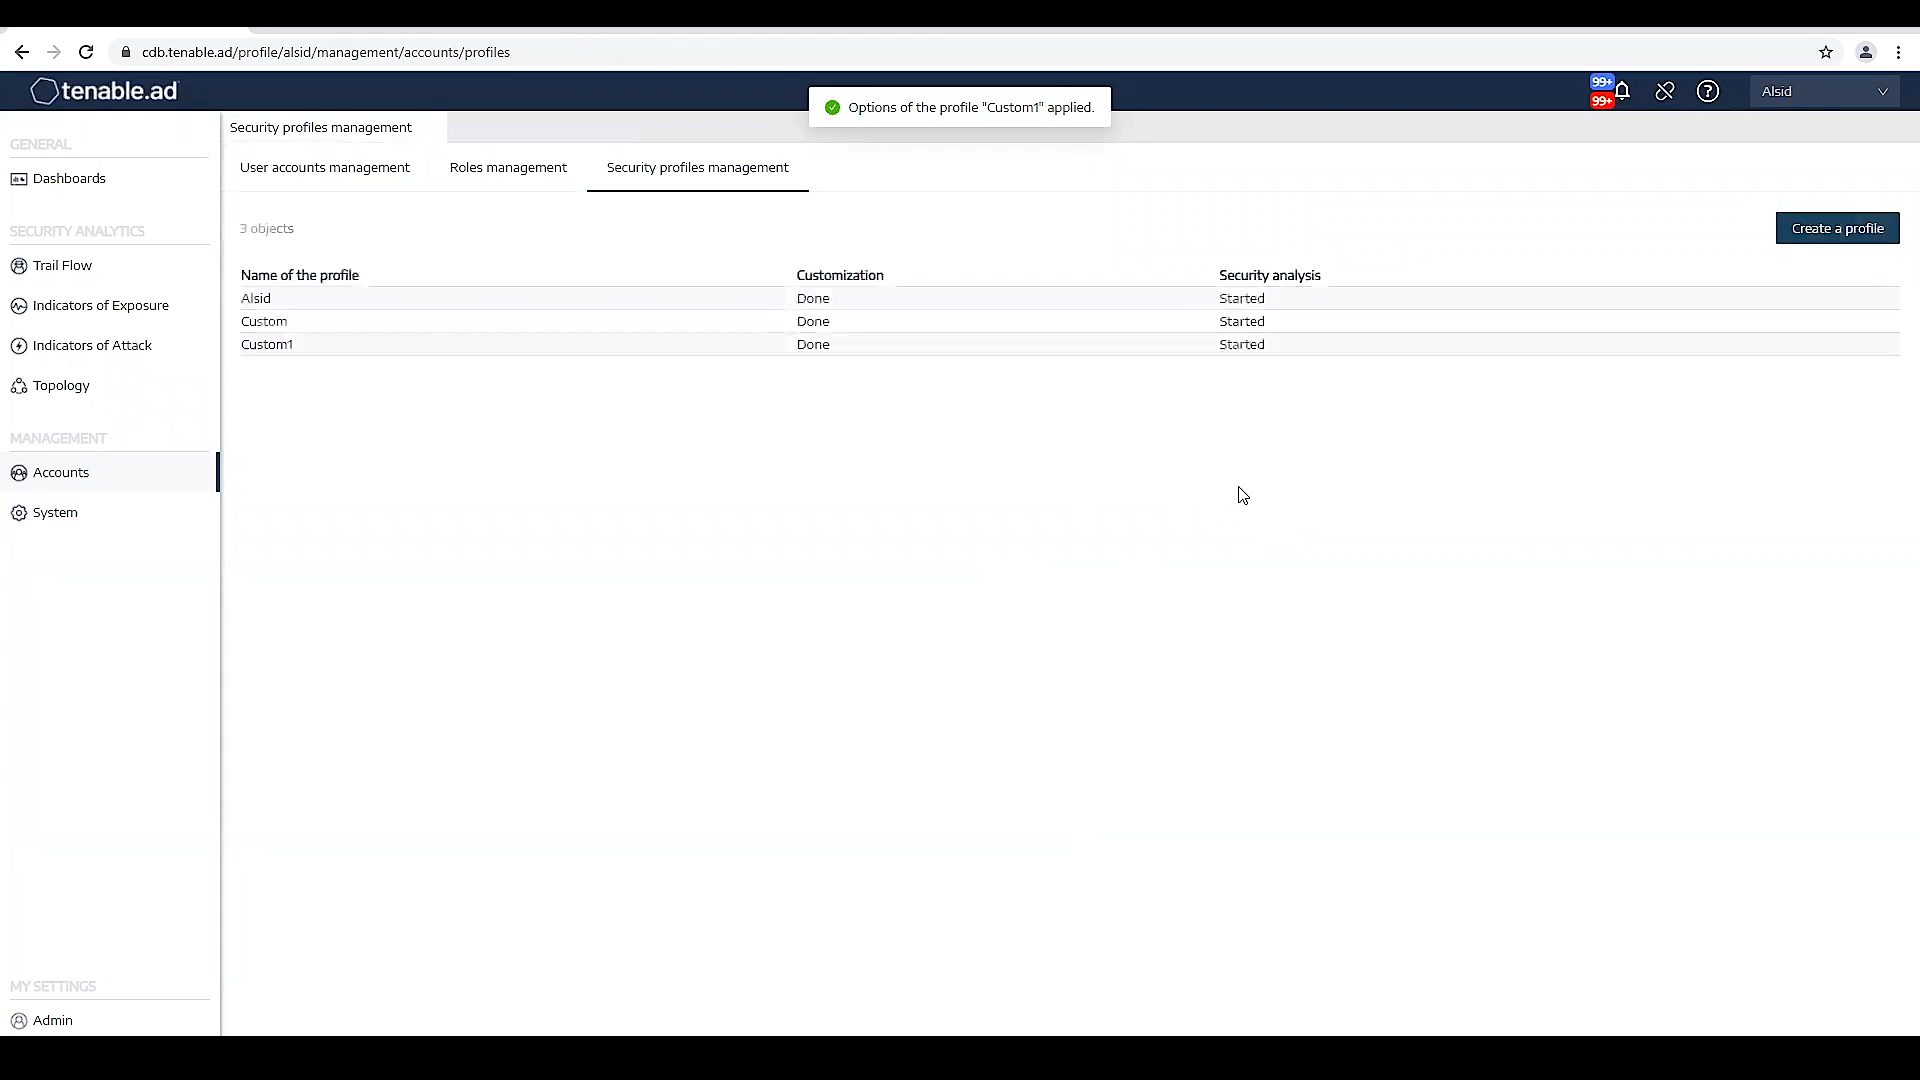 cdb.tenable.ad/profile/alsid/management/accounts/profiles
tenable.ad
Options of the profile "Custom1" applied.
99+
99+
Alsid
Security profiles management
GENERAL
Dashboards
SECURITY ANALYTICS
Trail Flow
Indicators of Exposure
Indicators of Attack
Topology
MANAGEMENT
Accounts
System
MY SETTINGS
Admin
User accounts management Roles management Security profiles management
3 objects
Create a profile
Name of the profile Customization Security analysis
Alsid Done Started
Custom Done Started
Custom1 Done Started